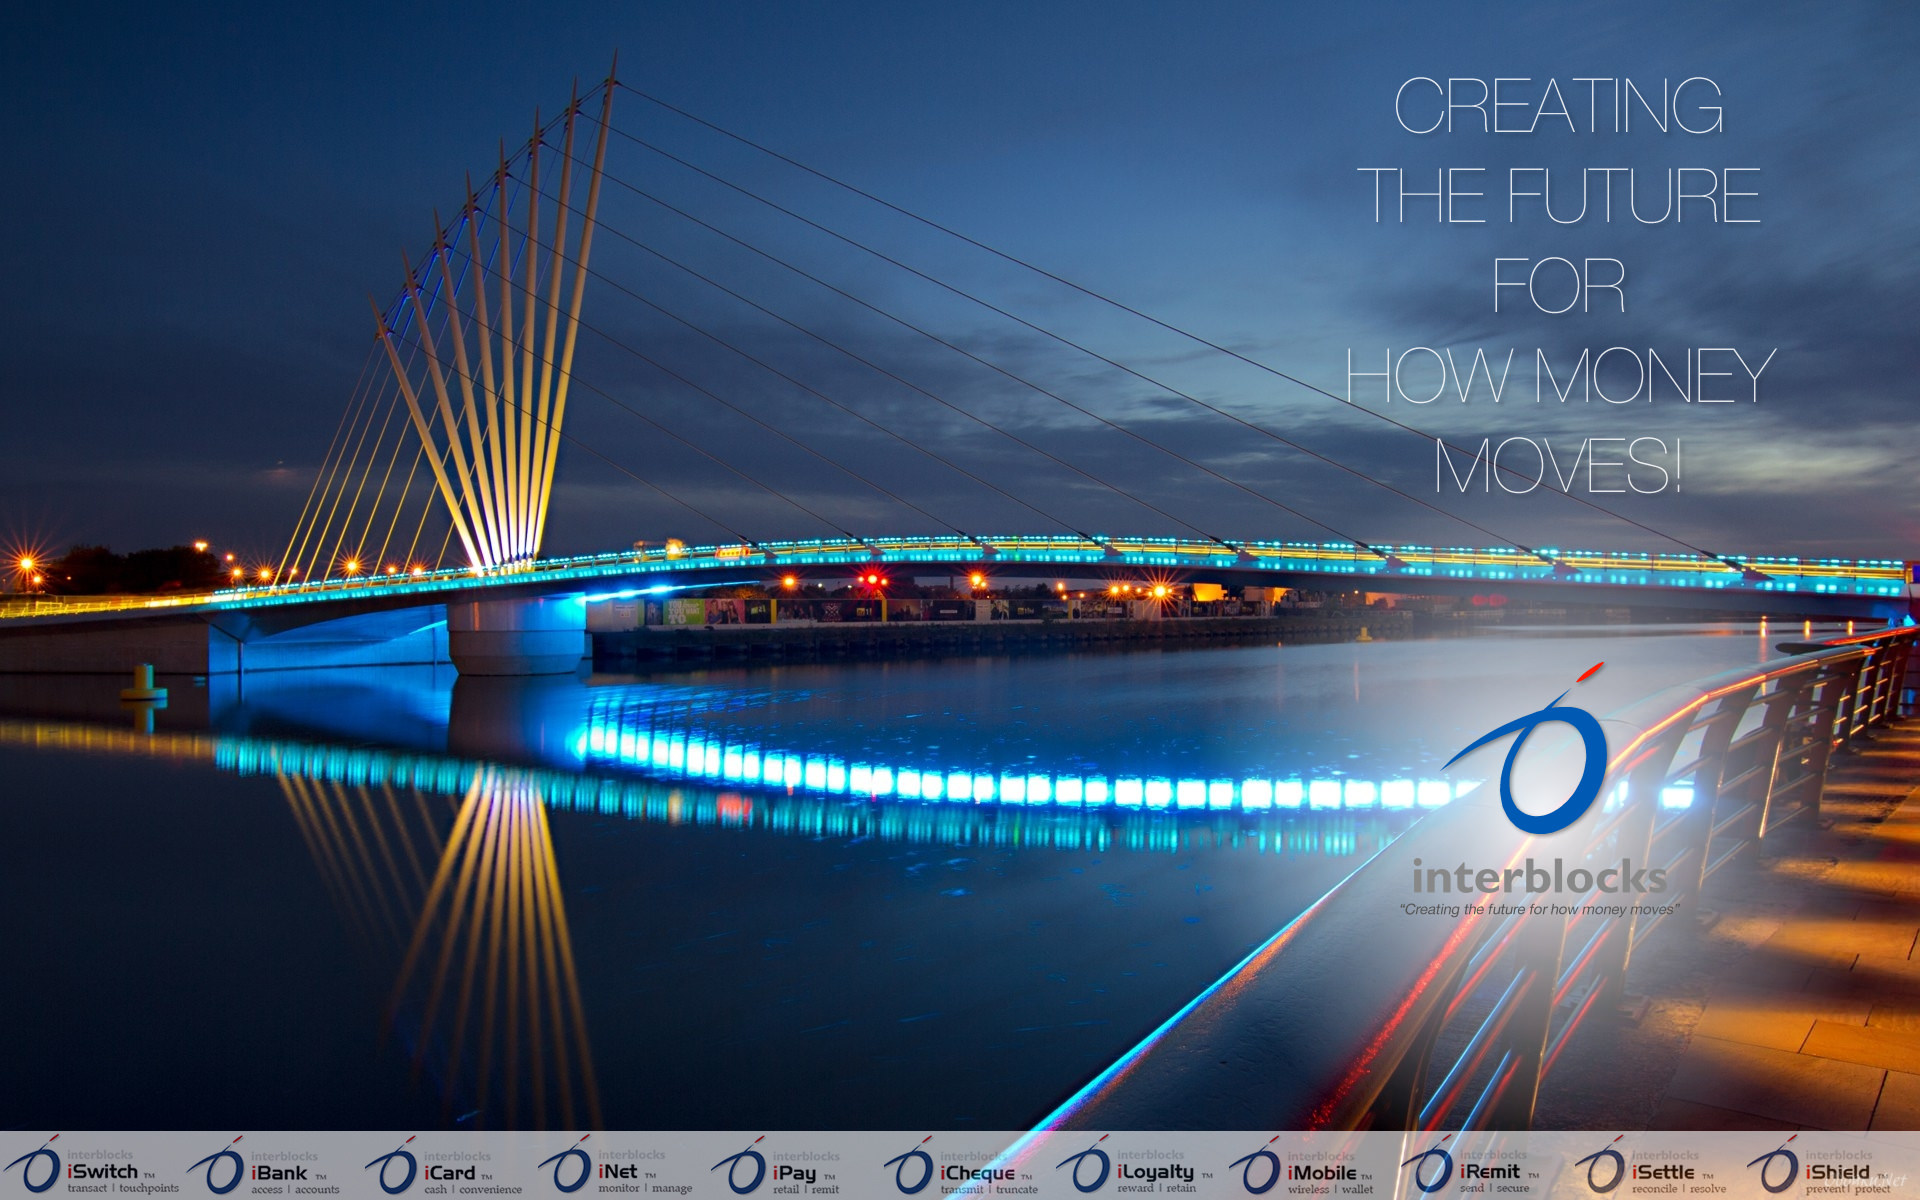 CREATING
THE FUTURE
FOR
HOW MONEY
MOVES!
interblocks
“Creating the future for how money moves”
interblocks
iSwitch TM
transact | touchpoints
interblocks
iBank TM
access | accounts
interblocks
iCard TM
cash | convenience
interblocks
iNet TM
monitor | manage
interblocks
iPay TM
retail | remit
interblocks
iCheque TM
transmit | truncate
interblocks
iLoyalty TM
reward | retain
interblocks
iMobile TM
wireless | wallet
interblocks
iRemit TM
send | secure
interblocks
iSettle TM
reconcile | resolve
interblocks
iShield TM
prevent | protect